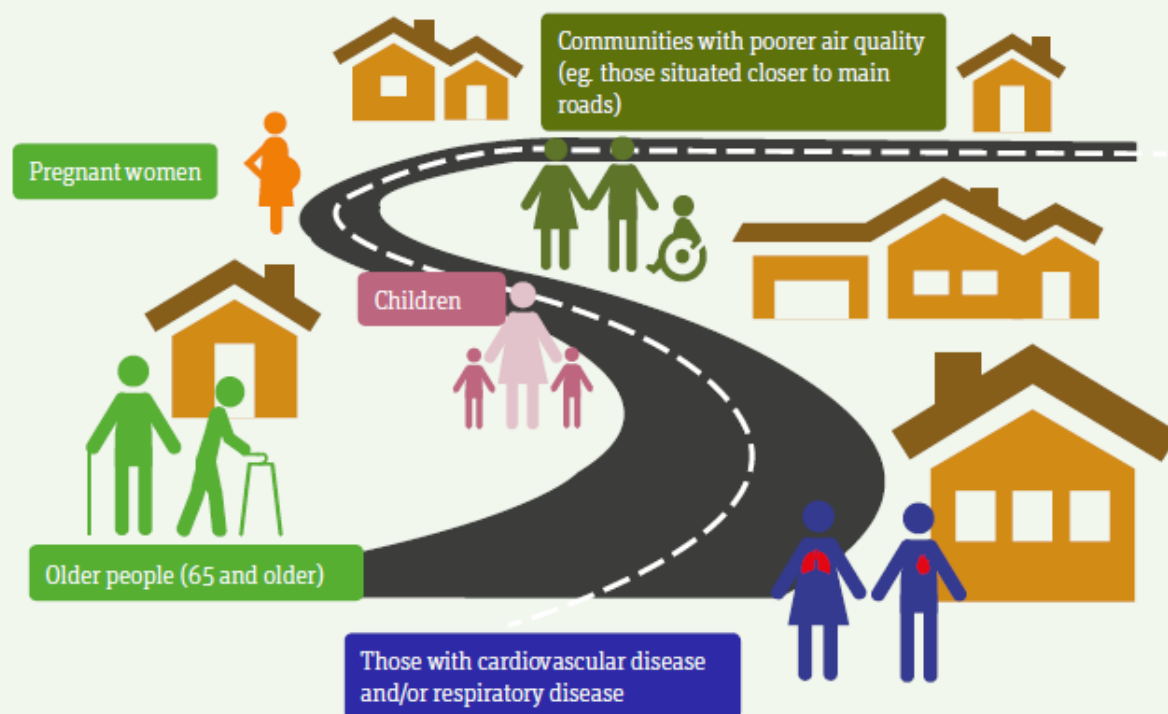 Communities with poorer air quality
(eg. those situated closer to main
roads)
Pregnant women
Children
Older people (65 and older)
Those with cardiovascular disease
and/or respiratory disease